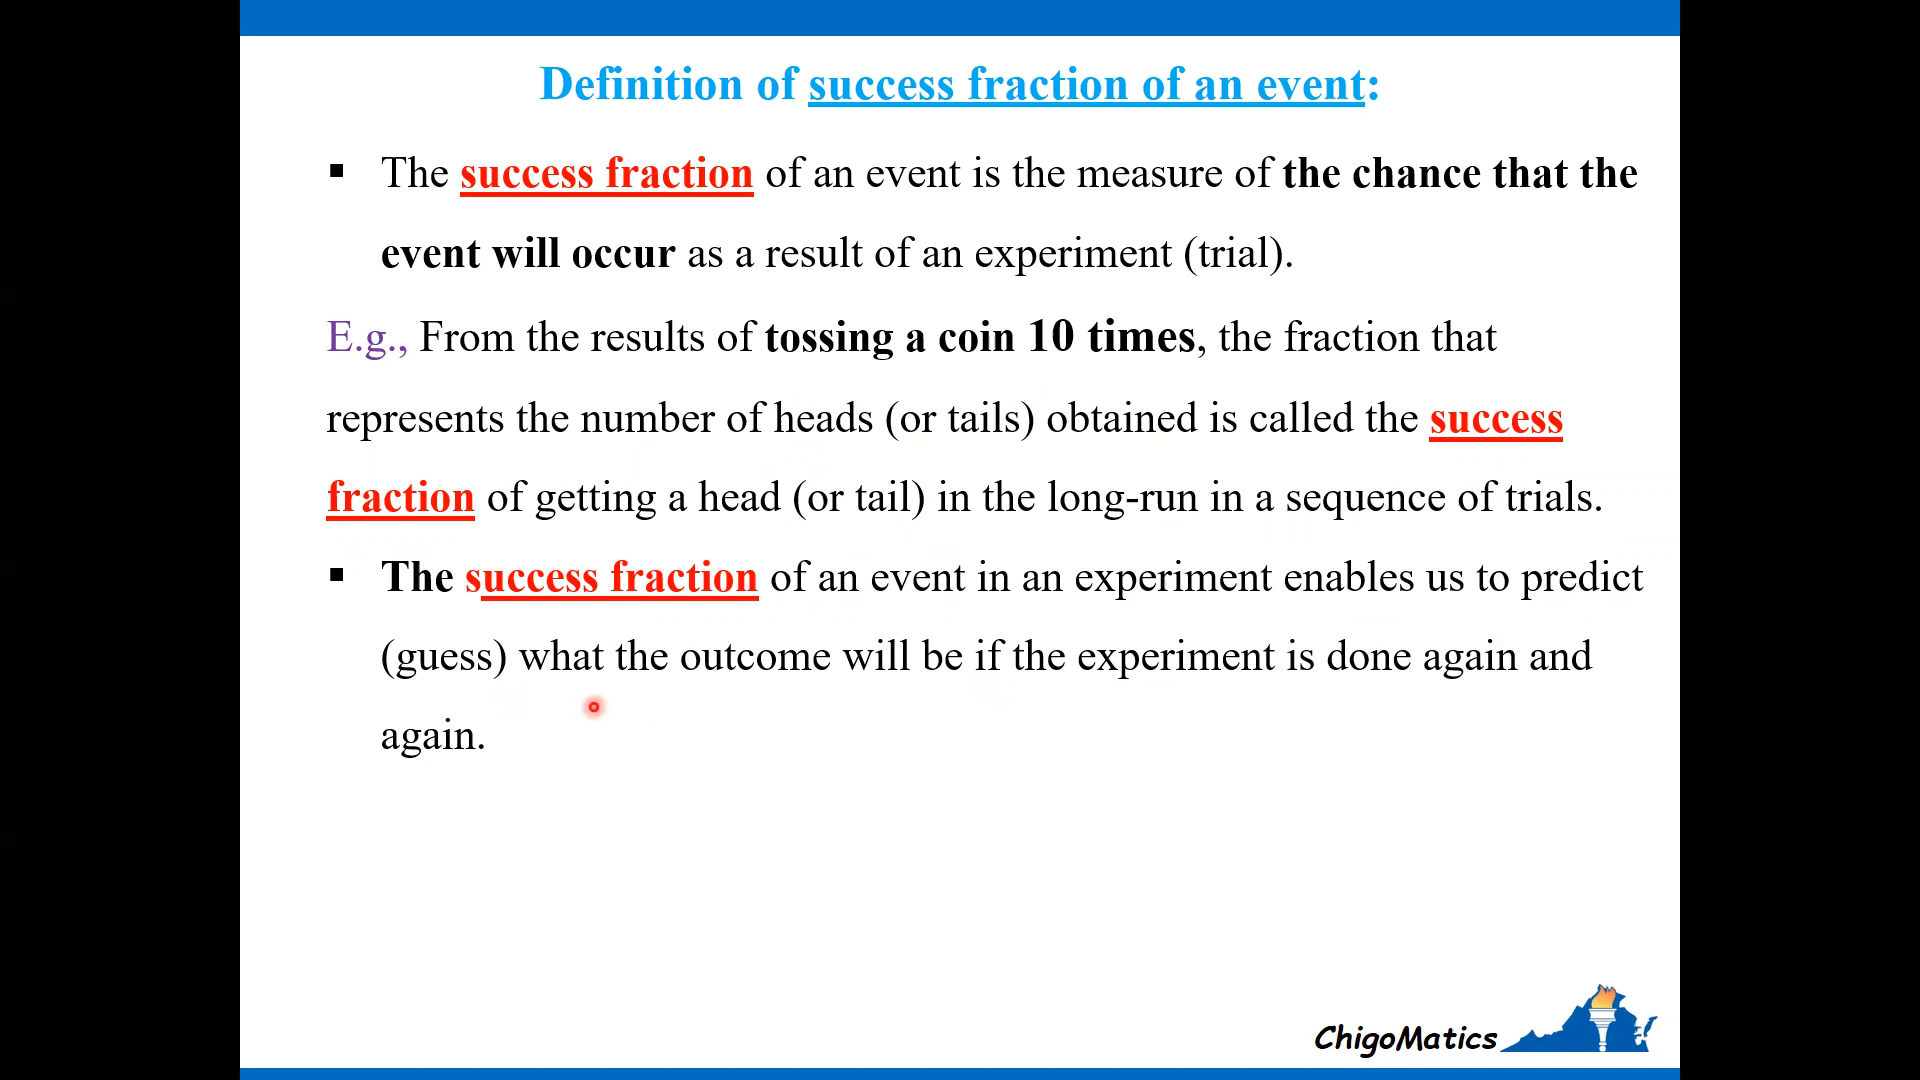 Definition of success fraction of an event:
▪ The success fraction of an event is the measure of the chance that the
event will occur as a result of an experiment (trial).
E.g., From the results of tossing a coin 10 times, the fraction that
represents the number of heads (or tails) obtained is called the success
fraction of getting a head (or tail) in the long-run in a sequence of trials.
▪ The success fraction of an event in an experiment enables us to predict
(guess) what the outcome will be if the experiment is done again and
again.
ChigoMatics